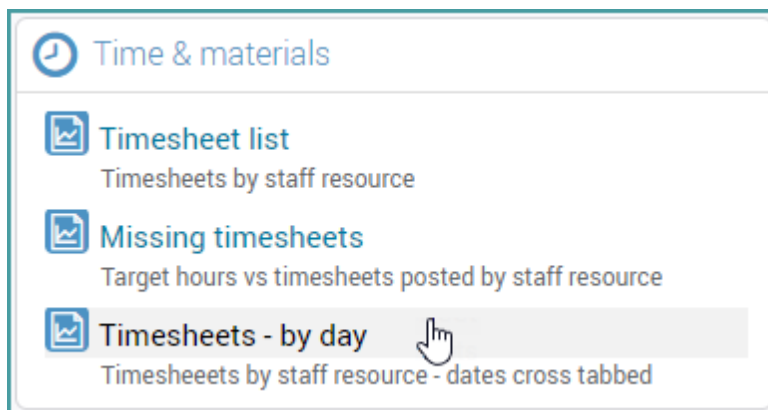 Time & materials
Timesheet list
Timesheets by staff resource
Missing timesheets
Target hours vs timesheets posted by staff resource
Timesheets - by day
Timesheeets by staff resource - dates cross tabbed